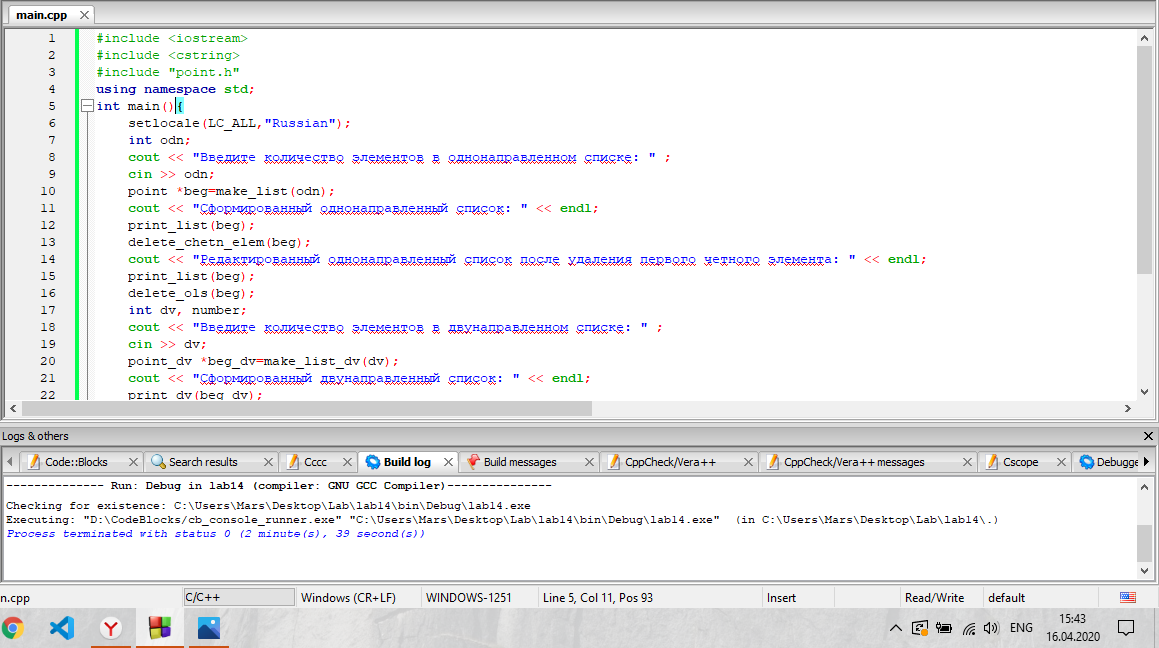 main.cpp
1 #include <iostream>
2 #include <cstring>
3 #include "point.h"
4 using namespace std;
5 int main(){
6 setlocale(LC_ALL,"Russian");
7 int odn;
8 cout << "Введите количество элементов в однонаправленном списке: " ;
9 cin >> odn;
10 point *beg=make_list(odn);
11 cout << "Сформированный однонаправленный список: " << endl;
12 print_list(beg);
13 delete_chetn_elem(beg);
14 cout << "Редактированный однонаправленный список после удаления первого четного элемента: " << endl;
15 print_list(beg);
16 delete_ols(beg);
17 int dv, number;
18 cout << "Введите количество элементов в двунаправленном списке: " ;
19 cin >> dv;
20 point_dv *beg_dv=make_list_dv(dv);
21 cout << "Сформированный двунаправленный список: " << endl;
22 print_dv(beg_dv);
Logs & others
Code::Blocks Search results Cccc Build log Build messages CppCheck/Vera++ CppCheck/Vera++ messages Cscope Debugge
-------------- Run: Debug in lab14 (compiler: GNU GCC Compiler)---------------
Checking for existence: C:\Users\Mars\Desktop\Lab\lab14\bin\Debug\lab14.exe
Executing: "D:\CodeBlocks/cb_console_runner.exe" "C:\Users\Mars\Desktop\Lab\lab14\bin\Debug\lab14.exe"  (in C:\Users\Mars\Desktop\Lab\lab14\.)
Process terminated with status 0 (2 minute(s), 39 second(s))
n.cpp C/C++ Windows (CR+LF) WINDOWS-1251 Line 5, Col 11, Pos 93 Insert Read/Write default
ENG 15:43
16.04.2020